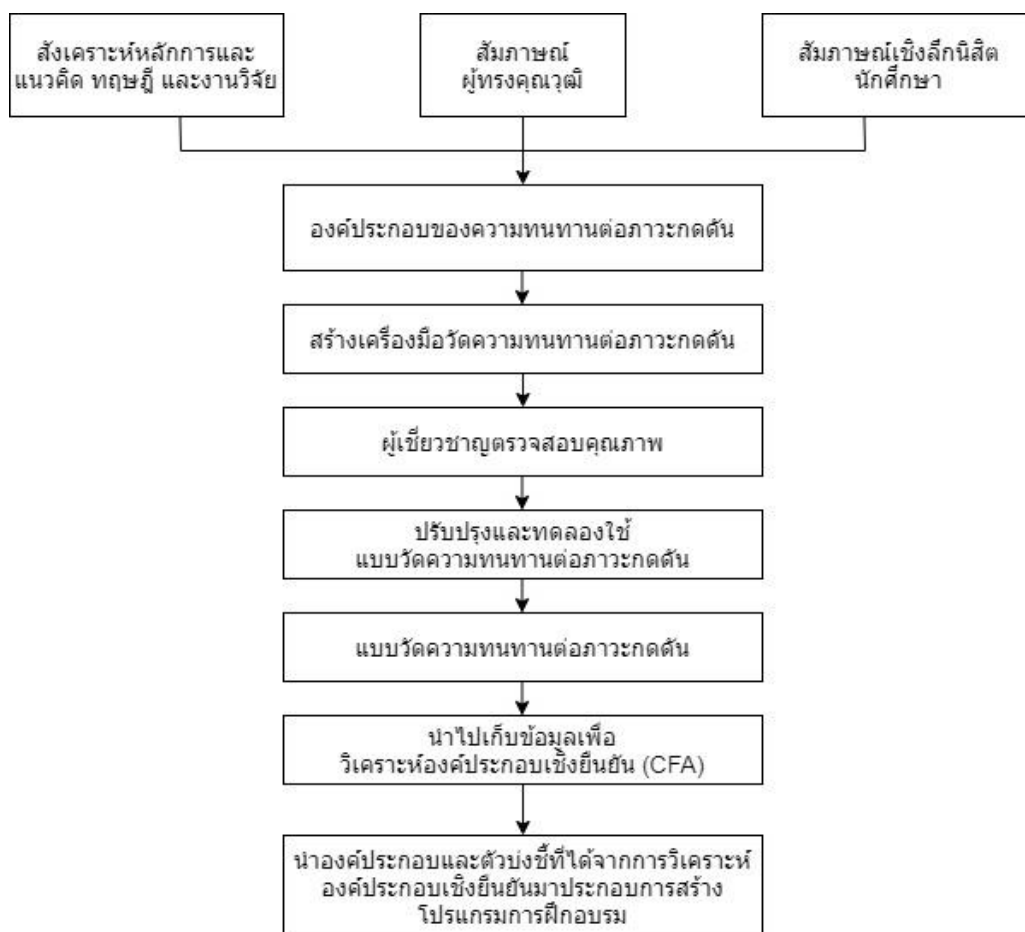 สังเคราะห์หลักการและ
แนวคิด ทฤษฎี และงานวิจัย
สัมภาษณ์
ผู้ทรงคุณวุฒิ
สัมภาษณ์เชิงลึกนิสิต
นักศึกษา
องค์ประกอบของความทนทานต่อภาวะกดดัน
สร้างเครื่องมือวัดความทนทานต่อภาวะกดดัน
ผู้เชี่ยวชาญตรวจสอบคุณภาพ
ปรับปรุงและทดลองใช้
แบบวัดความทนทานต่อภาวะกดดัน
แบบวัดความทนทานต่อภาวะกดดัน
นำไปเก็บข้อมูลเพื่อ
วิเคราะห์องค์ประกอบเชิงยืนยัน (CFA)
นำองค์ประกอบและตัวบ่งชี้ที่ได้จากการวิเคราะห์
องค์ประกอบเชิงยืนยันมาประกอบการสร้าง
โปรแกรมการฝึกอบรม